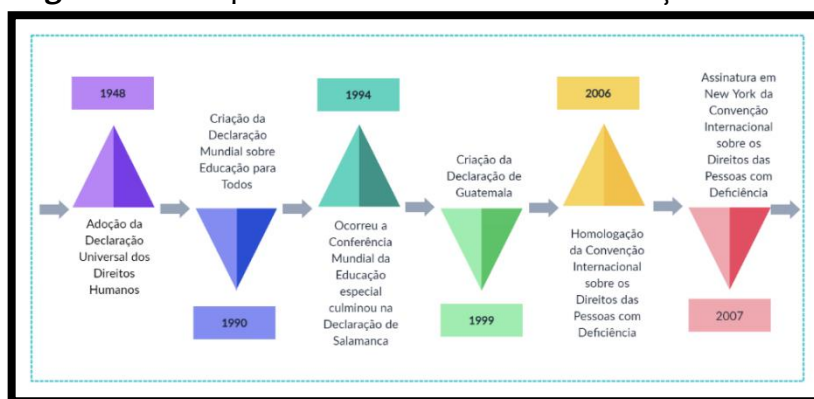 1948
Adoção da
Declaração
Universal dos
Direitos
Humanos
Criação da
Declaração
Mundial sobre
Educação para
Todos
1990
1994
Ocorreu a
Conferência
Mundial da
Educação
especial
culminou na
Declaração de
Salamanca
Criação da
Declaração de
Guatemala
1999
2006
Homologação
da Convenção
Internacional
sobre os
Direitos das
Pessoas com
Deficiência
Assinatura em
New York da
Convenção
Internacional
sobre os
Direitos das
Pessoas com
Deficiência
2007